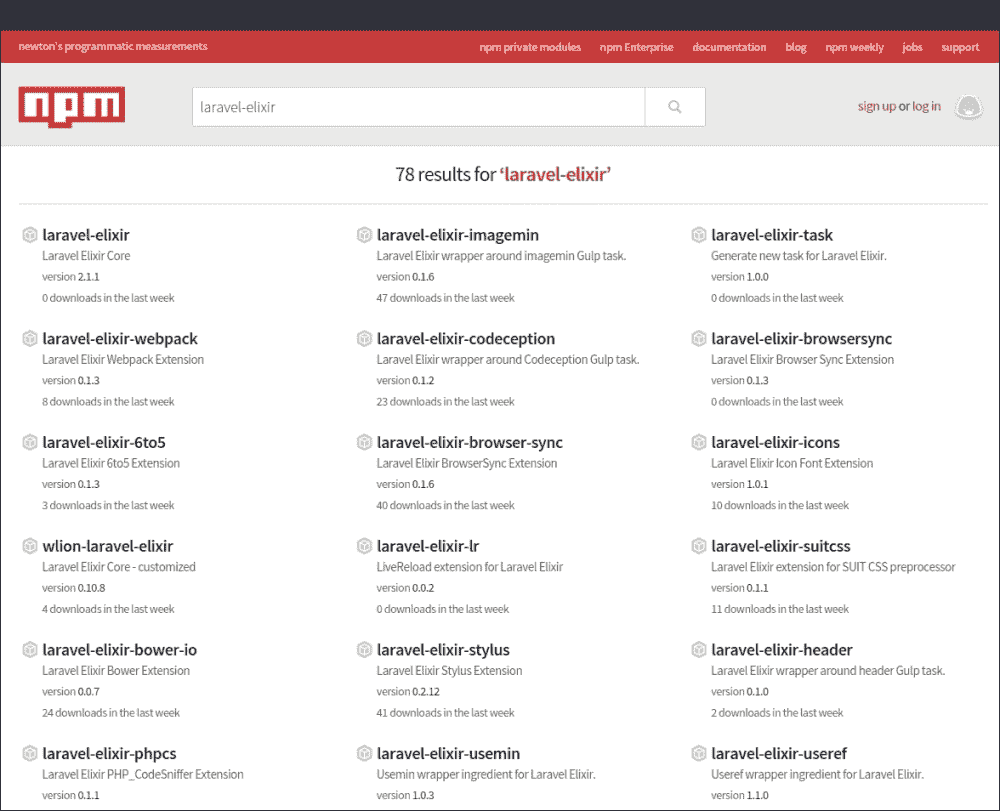 newton's programmatic measurements
npm private modules npm Enterprise documentation blog npm weekly jobs support
npm
laravel-elixir
sign up or log in
78 results for ‘laravel-elixir’
laravel-elixir
Laravel Elixir Core
version 2.1.1
0 downloads in the last week
laravel-elixir-imagemin
Laravel Elixir wrapper around imagemin Gulp task.
version 0.1.6
47 downloads in the last week
laravel-elixir-task
Generate new task for Laravel Elixir.
version 1.0.0
0 downloads in the last week
laravel-elixir-webpack
Laravel Elixir Webpack Extension
version 0.1.3
8 downloads in the last week
laravel-elixir-codeception
Laravel Elixir wrapper around Codeception Gulp task.
version 0.1.2
23 downloads in the last week
laravel-elixir-browsersync
Laravel Elixir Browser Sync Extension
version 0.1.3
0 downloads in the last week
laravel-elixir-6to5
Laravel Elixir 6to5 Extension
version 0.1.3
3 downloads in the last week
laravel-elixir-browser-sync
Laravel Elixir BrowserSync Extension
version 0.1.6
40 downloads in the last week
laravel-elixir-icons
Laravel Elixir Icon Font Extension
version 1.0.1
10 downloads in the last week
wlion-laravel-elixir
Laravel Elixir Core - customized
version 0.10.8
4 downloads in the last week
laravel-elixir-lr
LiveReload extension for Laravel Elixir
version 0.0.2
0 downloads in the last week
laravel-elixir-suitcss
Laravel Elixir extension for SUIT CSS preprocessor
version 0.1.1
11 downloads in the last week
laravel-elixir-bower-io
Laravel Elixir Bower Extension
version 0.0.7
24 downloads in the last week
laravel-elixir-stylus
Laravel Elixir Stylus Extension
version 0.2.12
41 downloads in the last week
laravel-elixir-header
Laravel Elixir wrapper around header Gulp task.
version 0.1.0
2 downloads in the last week
laravel-elixir-phpcs
Laravel Elixir PHP_CodeSniffer Extension
version 0.1.1
laravel-elixir-usemin
Usemin wrapper ingredient for Laravel Elixir.
version 1.0.3
laravel-elixir-useref
Useref wrapper ingredient for Laravel Elixir.
version 1.1.0